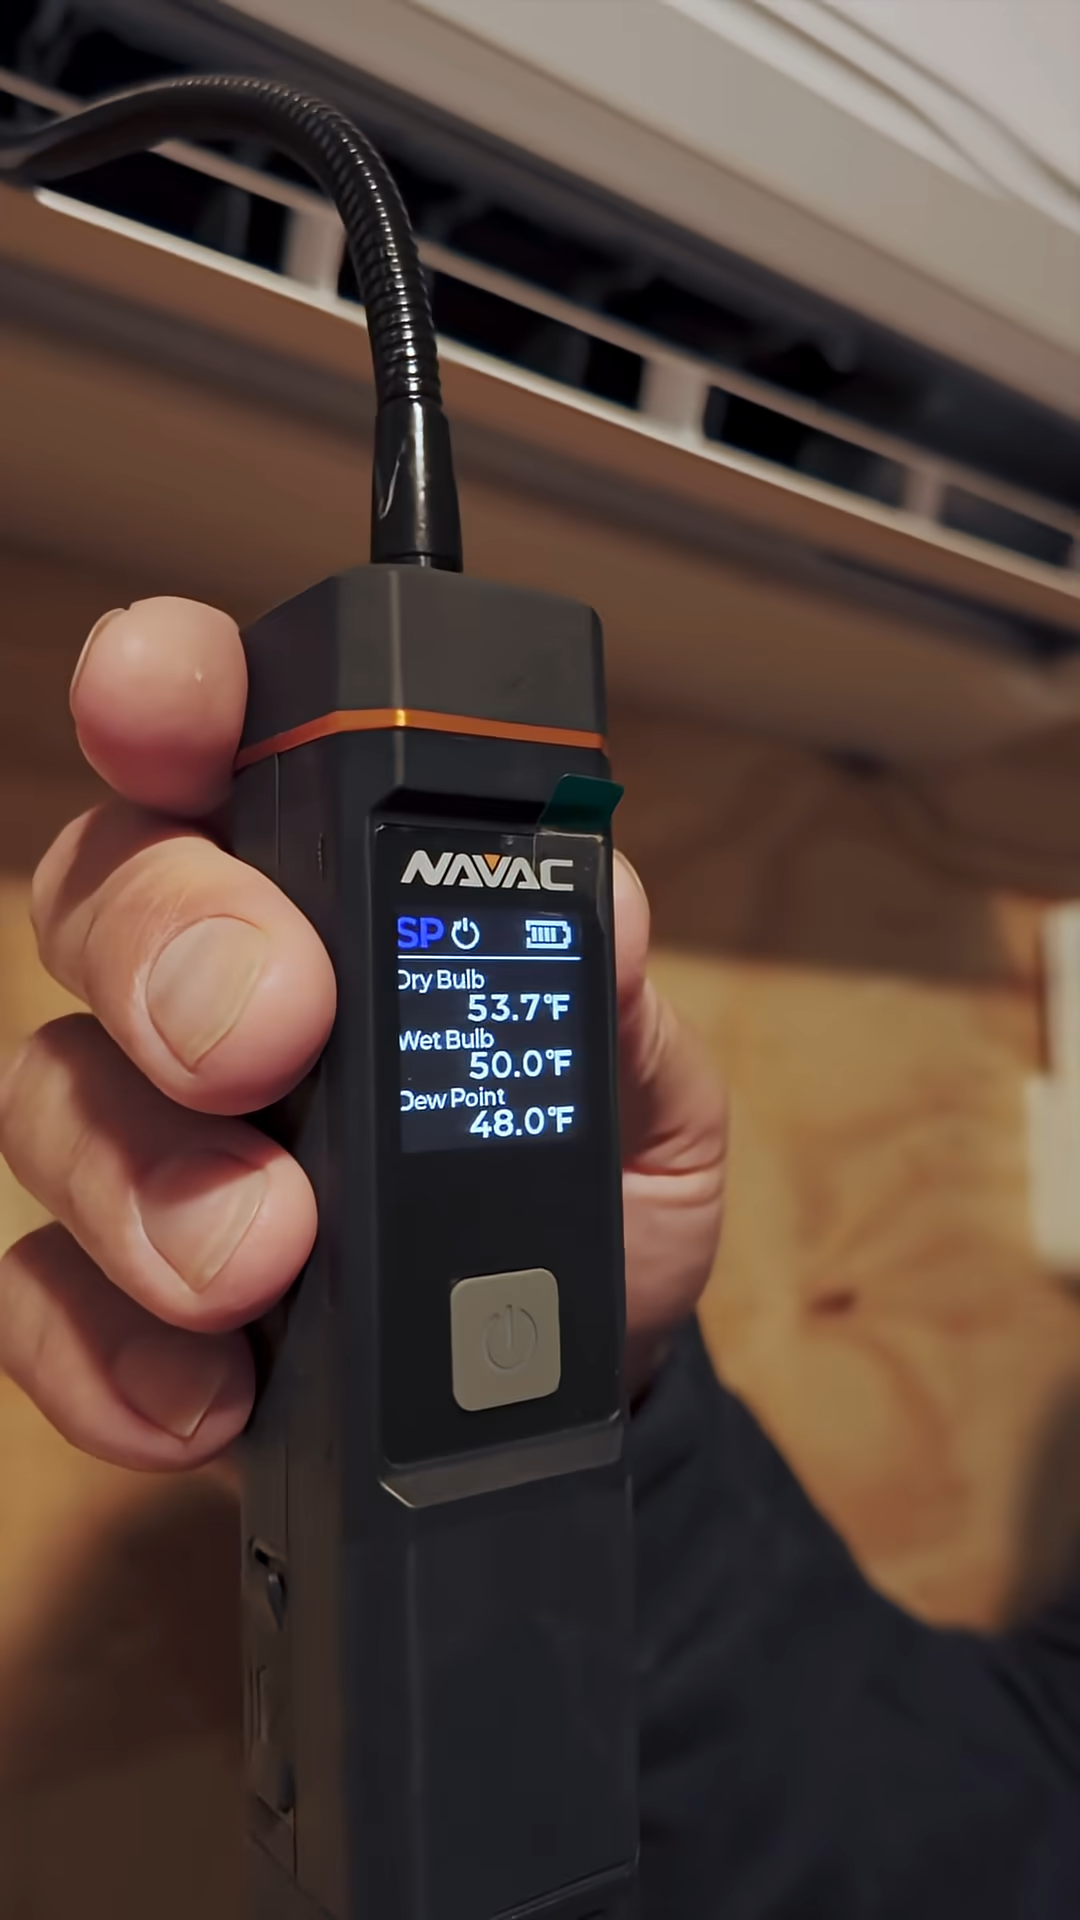 NAVAC
SP
Dry Bulb
53.7°F
Wet Bulb
50.0°F
Dew Point
48.0°F